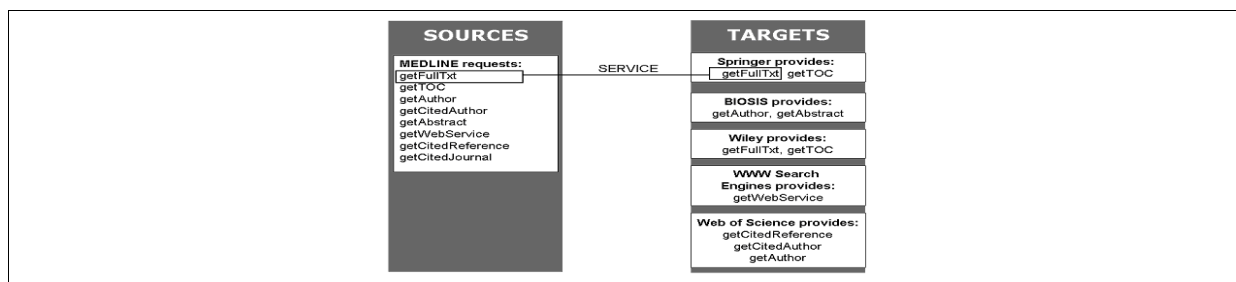 SOURCES
MEDLINE requests:
getFullTxt
getTOC
getAuthor
getCitedAuthor
getAbstract
getWebService
getCitedReference
getCitedJournal
SERVICE
TARGETS
Springer provides:
getFullTxt getTOC
BIOSIS provides:
getAuthor, getAbstract
Wiley provides:
getFullTxt, getTOC
WWW Search
Engines provides:
getWebService
Web of Science provides:
getCitedReference
getCitedAuthor
getAuthor